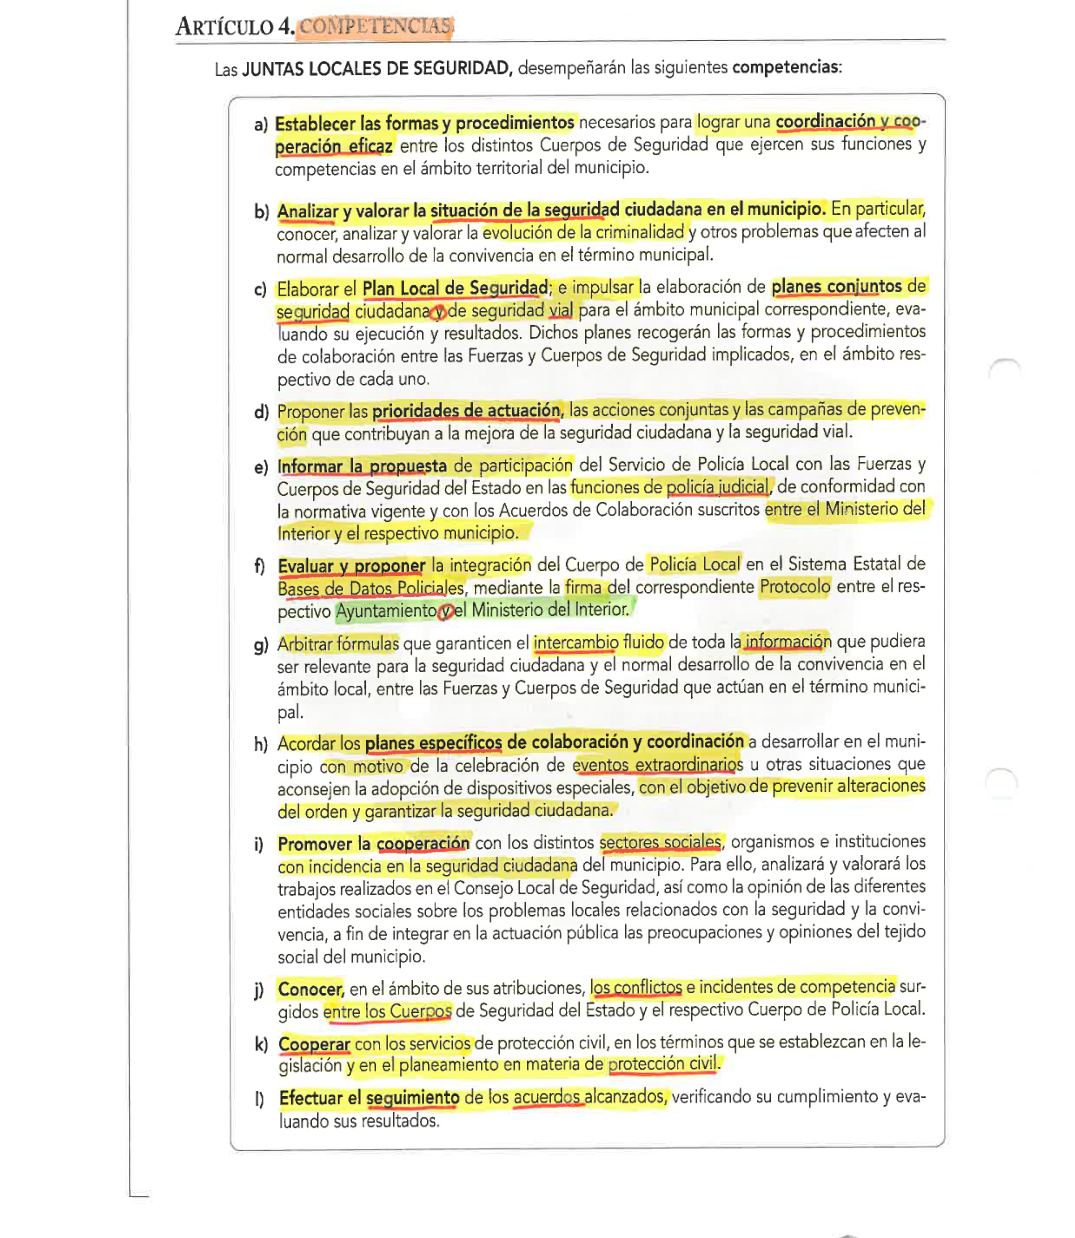 ARTÍCULO 4. COMPETENCIAS.
Las JUNTAS LOCALES DE SEGURIDAD, desempeñarán las siguientes competencias:
a) Establecer las formas y procedimientos necesarios para lograr una coordinación y coo-
peración eficaz entre los distintos Cuerpos de Seguridad que ejercen sus funciones y
competencias en el ámbito territorial del municipio.
b) Analizar y valorar la situación de la seguridad ciudadana en el municipio. En particular,
conocer, analizar y valorar la evolución de la criminalidad y otros problemas que afecten al
normal desarrollo de la convivencia en el término municipal.
c) Elaborar el Plan Local de Seguridad; e impulsar la elaboración de planes conjuntos de
seguridad ciudadana y de seguridad vial para el ámbito municipal correspondiente, eva-
luando su ejecución y resultados. Dichos planes recogerán las formas y procedimientos
de colaboración entre las Fuerzas y Cuerpos de Seguridad implicados, en el ámbito res-
pectivo de cada uno.
d) Proponer las prioridades de actuación, las acciones conjuntas y las campañas de preven-
ción que contribuyan a la mejora de la seguridad ciudadana y la seguridad vial.
e) Informar la propuesta de participación del Servicio de Policía Local con las Fuerzas y
Cuerpos de Seguridad del Estado en las funciones de policía judicial, de conformidad con
la normativa vigente y con los Acuerdos de Colaboración suscritos entre el Ministerio del
Interior y el respectivo municipio.
f) Evaluar y proponer la integración del Cuerpo de Policía Local en el Sistema Estatal de
Bases de Datos Policiales, mediante la firma del correspondiente Protocolo entre el res-
pectivo Ayuntamiento y el Ministerio del Interior.
g) Arbitrar fórmulas que garanticen el intercambio fluido de toda la información que pudiera
ser relevante para la seguridad ciudadana y el normal desarrollo de la convivencia en el
ámbito local, entre las Fuerzas y Cuerpos de Seguridad que actúan en el término munici-
pal.
h) Acordar los planes específicos de colaboración y coordinación a desarrollar en el muni-
cipio con motivo de la celebración de eventos extraordinarios u otras situaciones que
aconsejen la adopción de dispositivos especiales, con el objetivo de prevenir alteraciones
del orden y garantizar la seguridad ciudadana.
i) Promover la cooperación con los distintos sectores sociales, organismos e instituciones
con incidencia en la seguridad ciudadana del municipio. Para ello, analizará y valorará los
trabajos realizados en el Consejo Local de Seguridad, así como la opinión de las diferentes
entidades sociales sobre los problemas locales relacionados con la seguridad y la convi-
vencia, a fin de integrar en la actuación pública las preocupaciones y opiniones del tejido
social del municipio.
j) Conocer, en el ámbito de sus atribuciones, los conflictos e incidentes de competencia sur-
gidos entre los Cuerpos de Seguridad del Estado y el respectivo Cuerpo de Policía Local.
k) Cooperar con los servicios de protección civil, en los términos que se establezcan en la le-
gislación y en el planeamiento en materia de protección civil.
l) Efectuar el seguimiento de los acuerdos alcanzados, verificando su cumplimiento y eva-
luando sus resultados.